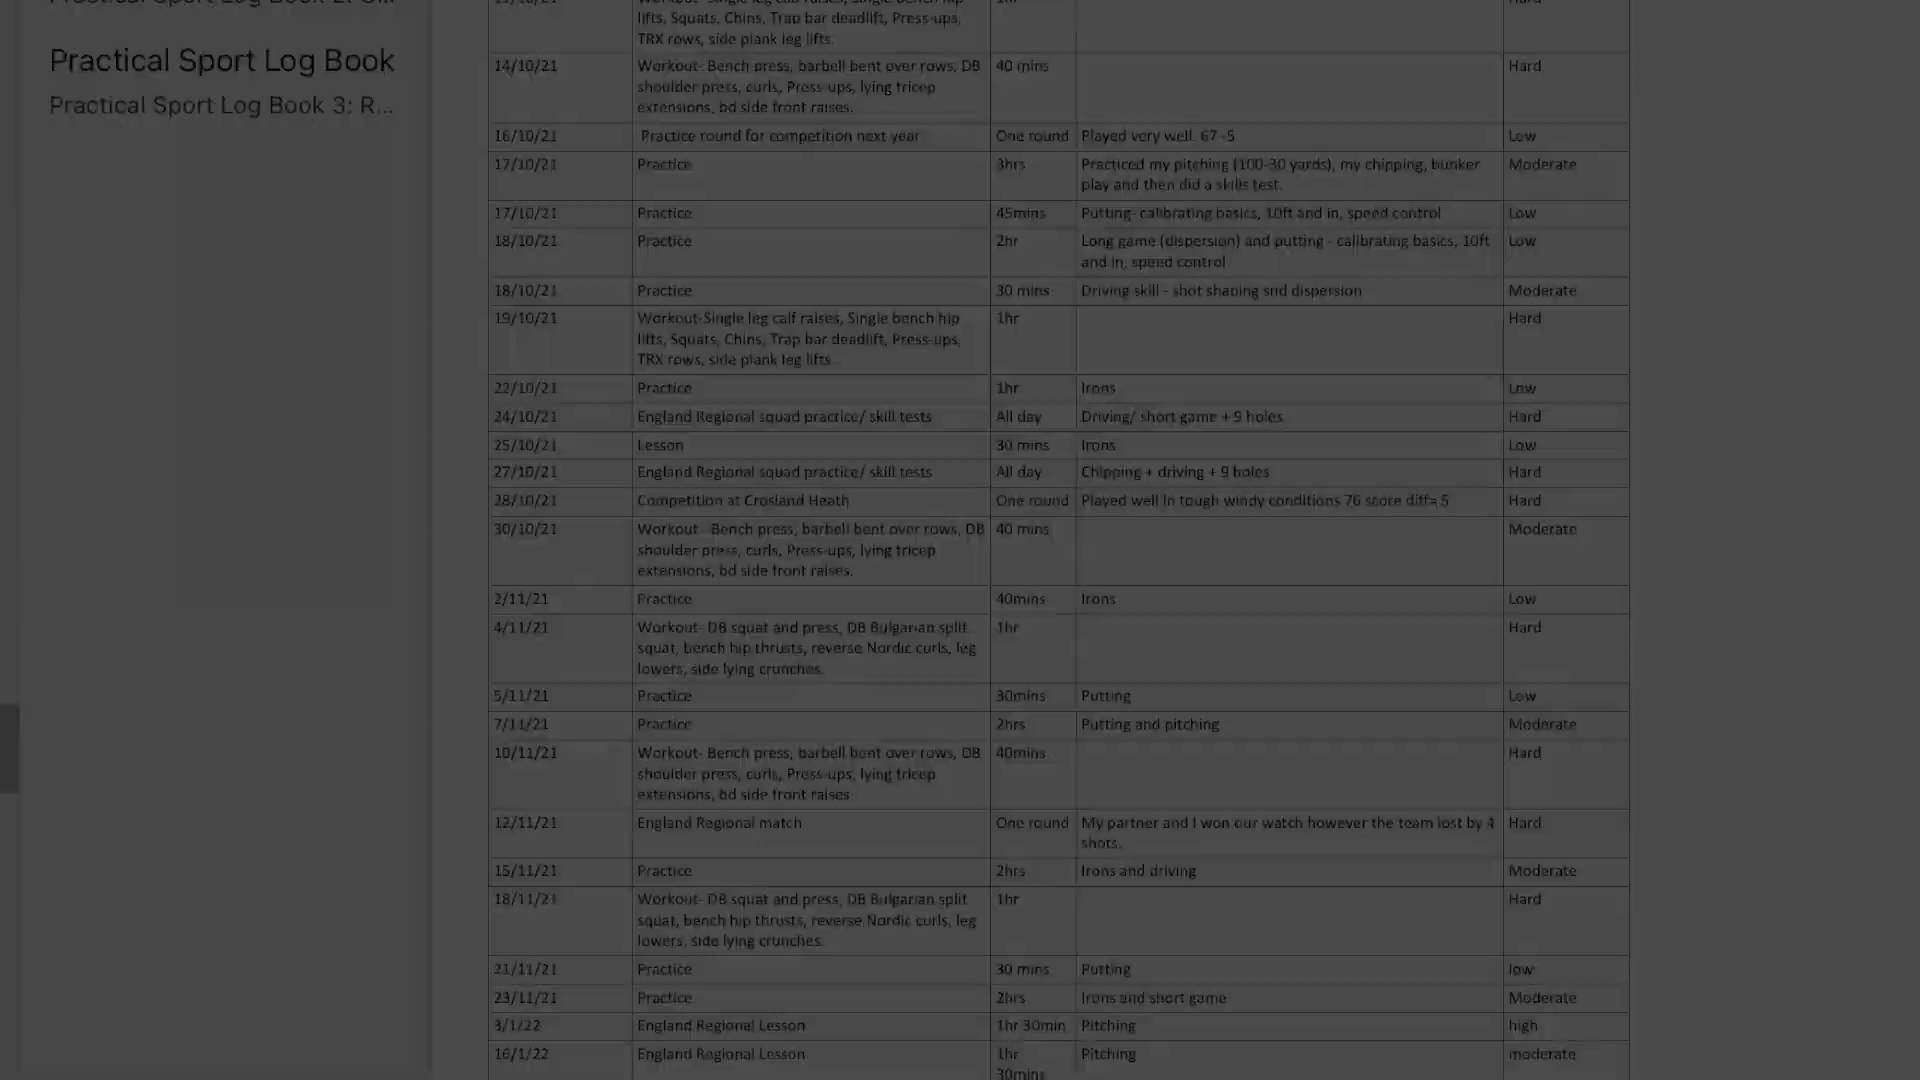 Practical Sport Log Book 2: 
Practical Sport Log Book
Practical Sport Log Book 3: R...
lifts, Squats, Chins, Trap bar deadlift, Press-ups,
TRX rows, side plank leg lifts.
14/10/21 Workout- Bench press, barbell bent over rows, DB 40 mins Hard
shoulder press, curls, Press-ups, lying tricep
extensions, bd side front raises.
16/10/21 Practice round for competition next year One round Played very well. 67 -5 Low
17/10/21 Practice 3hrs Practiced my pitching (100-30 yards), my chipping, bunker Moderate
play and then did a skills test.
17/10/21 Practice 45mins Putting- calibrating basics, 10ft and in, speed control Low
18/10/21 Practice 2hr Long game (dispersion) and putting - calibrating basics, 10ft Low
and in, speed control
18/10/21 Practice 30 mins Driving skill - shot shaping snd dispersion Moderate
19/10/21 Workout-Single leg calf raises, Single bench hip 1hr Hard
lifts, Squats, Chins, Trap bar deadlift, Press-ups,
TRX rows, side plank leg lifts.
22/10/21 Practice 1hr Irons Low
24/10/21 England Regional squad practice/ skill tests All day Driving/ short game + 9 holes Hard
25/10/21 Lesson 30 mins Irons Low
27/10/21 England Regional squad practice/ skill tests All day Chipping + driving + 9 holes Hard
28/10/21 Competition at Crosland Heath One round Played well in tough windy conditions 76 score diff= 5 Hard
30/10/21 Workout- Bench press, barbell bent over rows, DB 40 mins Moderate
shoulder press, curls, Press-ups, lying tricep
extensions, bd side front raises.
2/11/21 Practice 40mins Irons Low
4/11/21 Workout- DB squat and press, DB Bulgarian split 1hr Hard
squat, bench hip thrusts, reverse Nordic curls, leg
lowers, side lying crunches.
5/11/21 Practice 30mins Putting Low
7/11/21 Practice 2hrs Putting and pitching Moderate
10/11/21 Workout- Bench press, barbell bent over rows, DB 40mins Hard
shoulder press, curls, Press-ups, lying tricep
extensions, bd side front raises
12/11/21 England Regional match One round My partner and I won our watch however the team lost by 4 Hard
shots.
15/11/21 Practice 2hrs Irons and driving Moderate
18/11/21 Workout- DB squat and press, DB Bulgarian split 1hr Hard
squat, bench hip thrusts, reverse Nordic curls, leg
lowers, side lying crunches.
21/11/21 Practice 30 mins Putting low
23/11/21 Practice 2hrs Irons and short game Moderate
3/1/22 England Regional Lesson 1hr 30min Pitching high
16/1/22 England Regional Lesson 1hr Pitching moderate
30mins